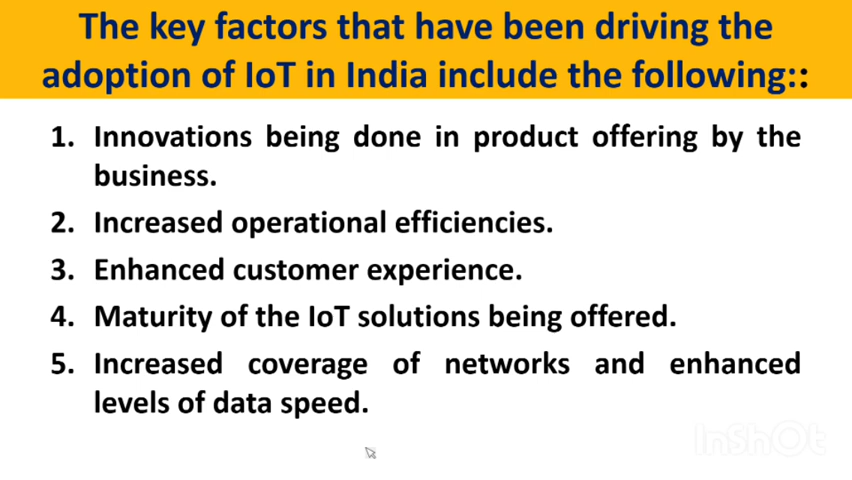 The key factors that have been driving the
adoption of IoT in India include the following::
1. Innovations being done in product offering by the
business.
2. Increased operational efficiencies.
3. Enhanced customer experience.
4. Maturity of the IoT solutions being offered.
5. Increased coverage of networks and enhanced
levels of data speed.
InShOt